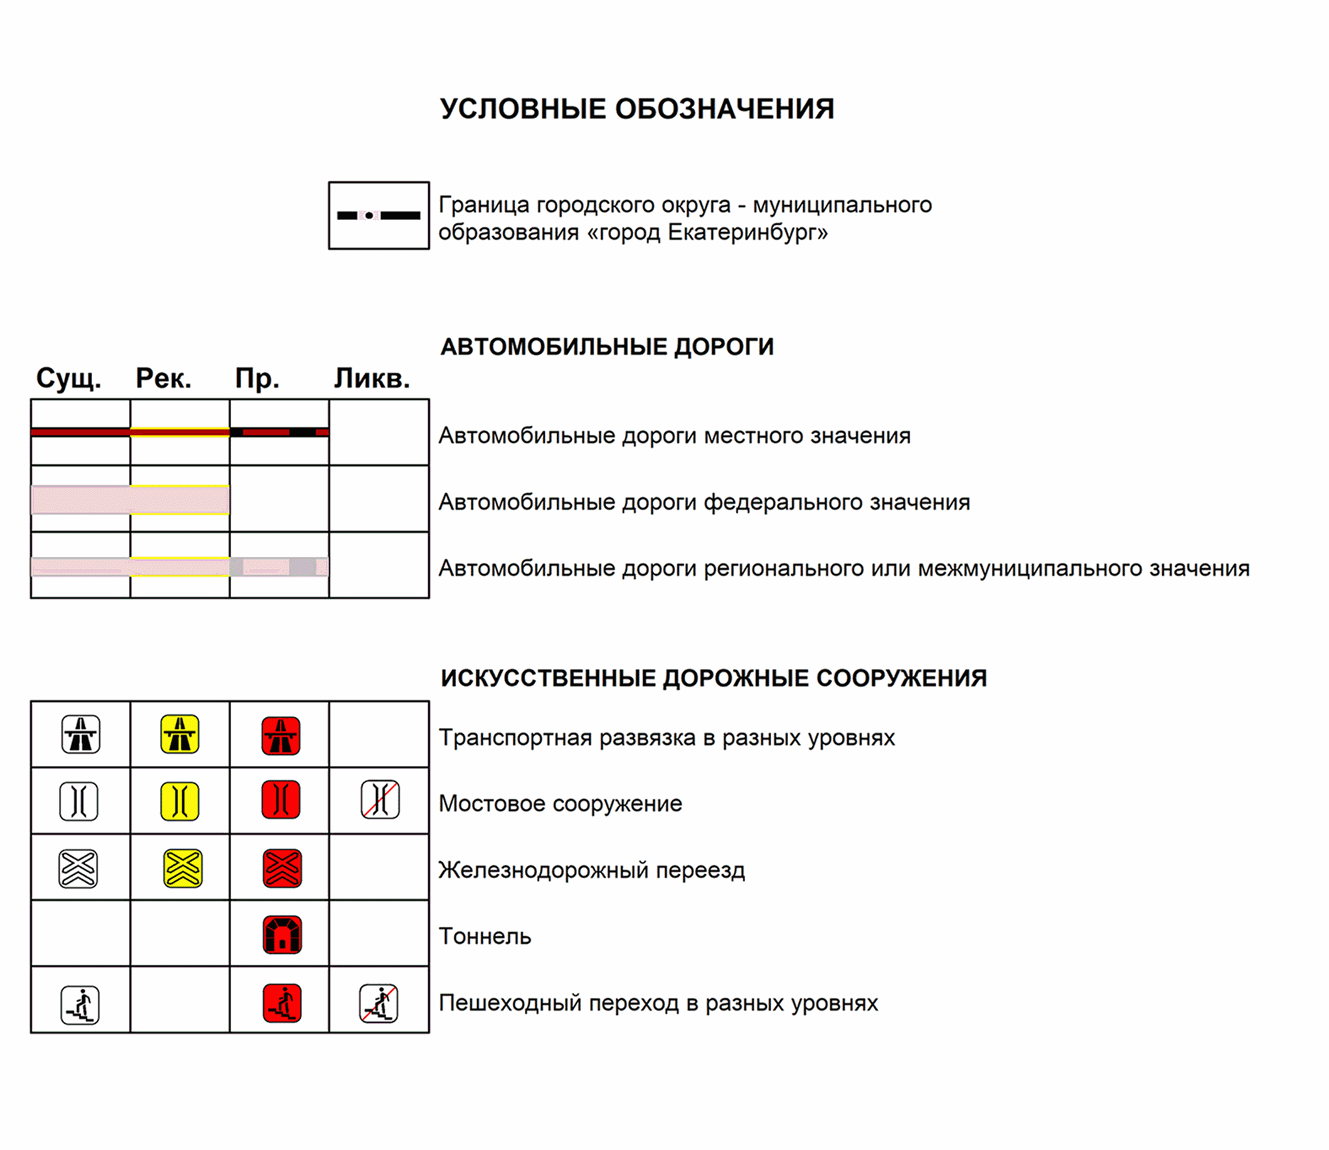 УСЛОВНЫЕ ОБОЗНАЧЕНИЯ
Граница городского округа - муниципального
образования «город Екатеринбург»
АВТОМОБИЛЬНЫЕ ДОРОГИ
Сущ. Рек. Пр. Ликв.
Автомобильные дороги местного значения
Автомобильные дороги федерального значения
Автомобильные дороги регионального или межмуниципального значения
ИСКУССТВЕННЫЕ ДОРОЖНЫЕ СООРУЖЕНИЯ
Транспортная развязка в разных уровнях
Мостовое сооружение
Железнодорожный переезд
Тоннель
Пешеходный переход в разных уровнях